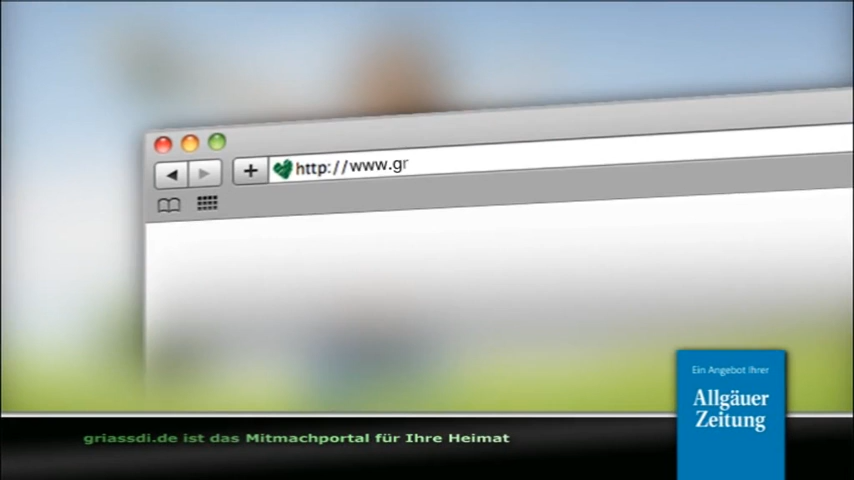 http://www.gr
Ein Angebot Ihrer
Allgäuer
Zeitung
griassdi.de ist das Mitmachportal für Ihre Heimat